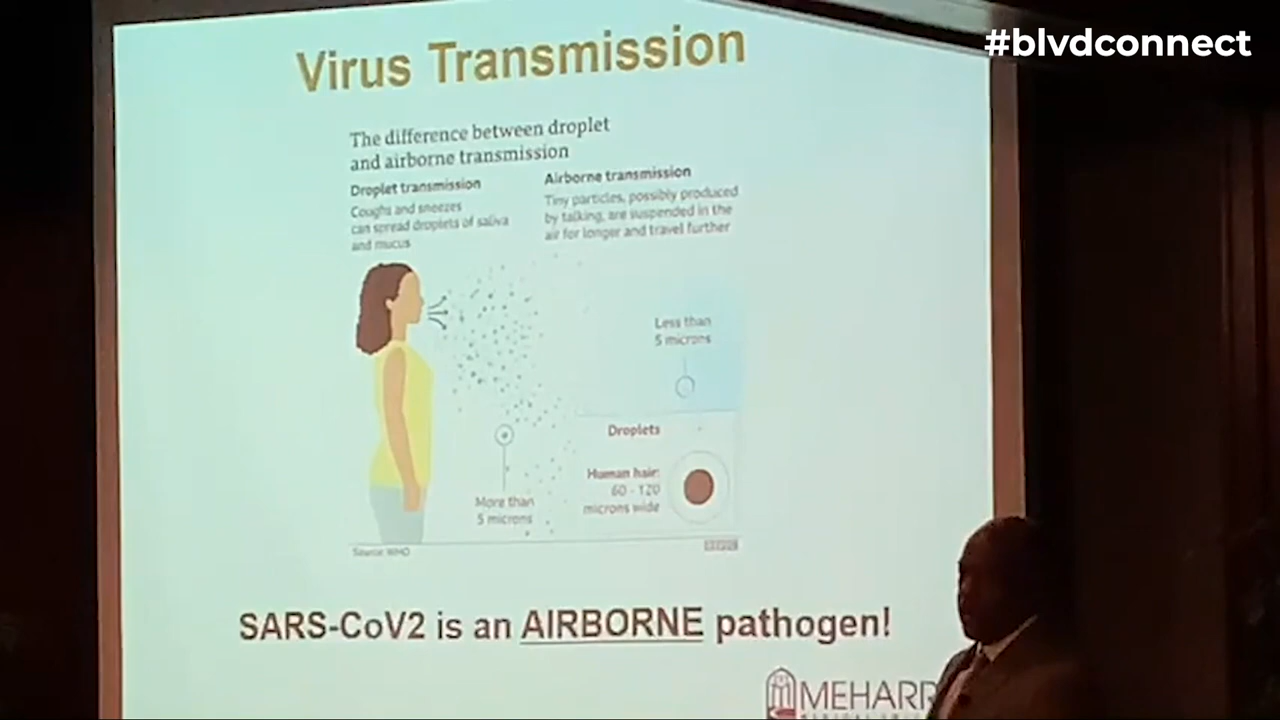 #blvdconnect
Virus Transmission
The difference between droplet
and airborne transmission
Droplet transmission
Coughs and sneezes
can spread droplets of saliva
and mucus
Airborne transmission
Tiny particles, possibly produced
by talking, are suspended in the
air for longer and travel further
Less than
5 microns
Droplets
Human hair:
60 - 120
microns wide
More than
5 microns
Source: WHO
SARS-CoV2 is an AIRBORNE pathogen!
MEHARR